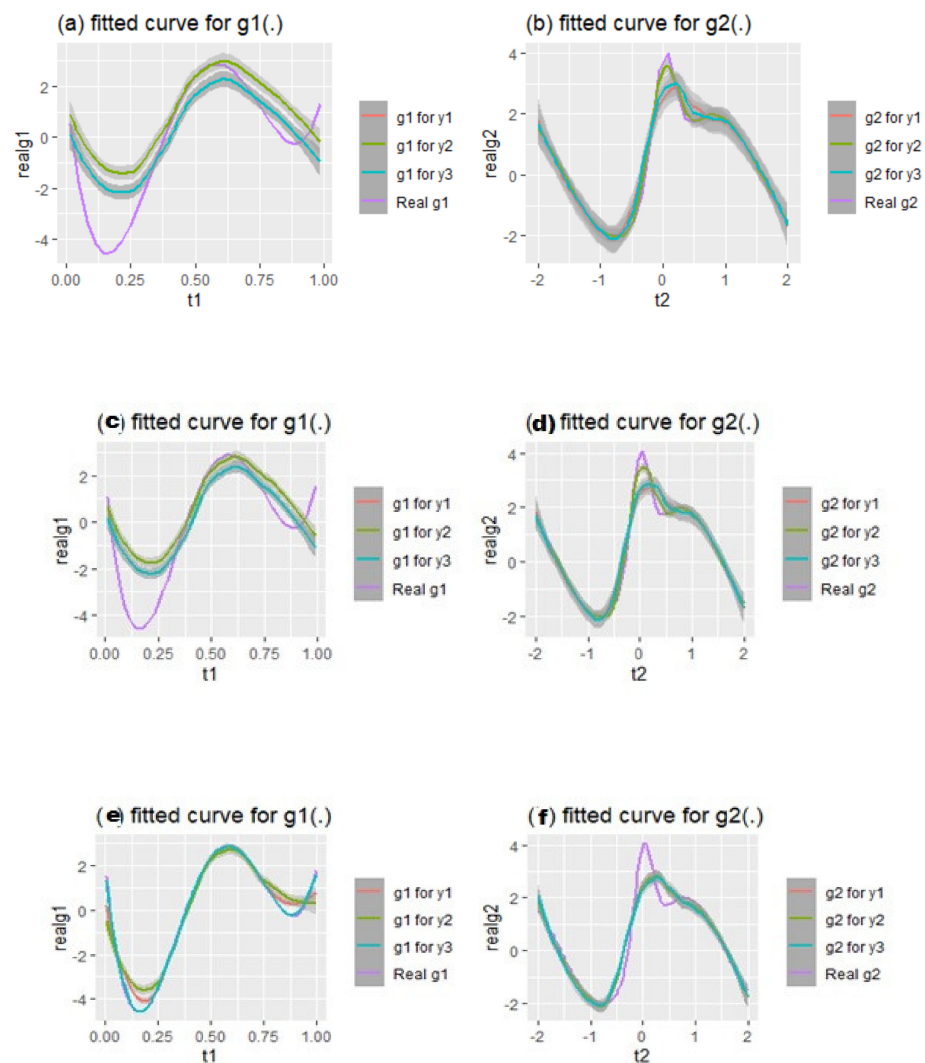 (a) fitted curve for g1(.)
realg1
2
0
-2
-4
0.00 0.25 0.50 0.75 1.00
t1
g1 for y1
g1 for y2
g1 for y3
Real g1
(b) fitted curve for g2(.)
realg2
4
2
0
-2
-2 -1 0 1 2
t2
g2 for y1
g2 for y2
g2 for y3
Real g2
(c) fitted curve for g1(.)
realg1
2
0
-2
-4
0.00 0.25 0.50 0.75 1.00
t1
g1 for y1
g1 for y2
g1 for y3
Real g1
(d) fitted curve for g2(.)
realg2
4
2
0
-2
-2 -1 0 1 2
t2
g2 for y1
g2 for y2
g2 for y3
Real g2
(e) fitted curve for g1(.)
realg1
2
0
-2
-4
0.00 0.25 0.50 0.75 1.00
t1
g1 for y1
g1 for y2
g1 for y3
Real g1
(f) fitted curve for g2(.)
realg2
4
2
0
-2
-2 -1 0 1 2
t2
g2 for y1
g2 for y2
g2 for y3
Real g2